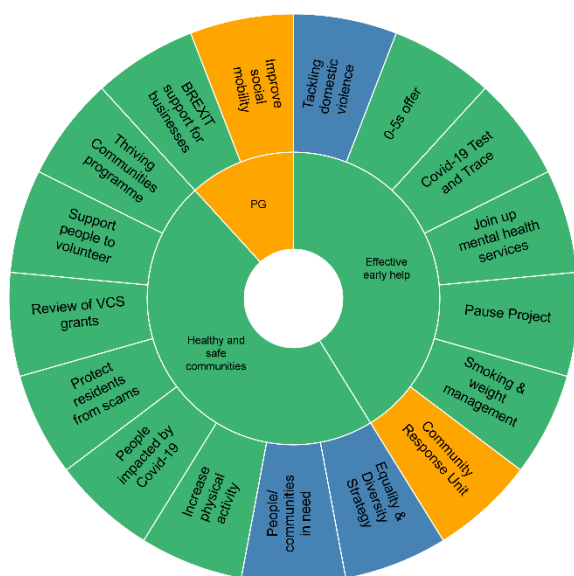 Tackling
domestic
violence
0-5s offer
Covid-19 Test
and Trace
Join up
mental health
services
Pause Project
Smoking &
weight
management
Community
Response Unit
Equality &
Diversity
Strategy
People/
communities
in need
Increase
physical
activity
People
impacted by
Covid-19
Protect
residents
from scams
Review of VCS
grants
Support
people to
volunteer
Thriving
Communities
programme
BREXIT
support for
businesses
Improve
social
mobility
PG
Effective
early help
Healthy and
safe
communities